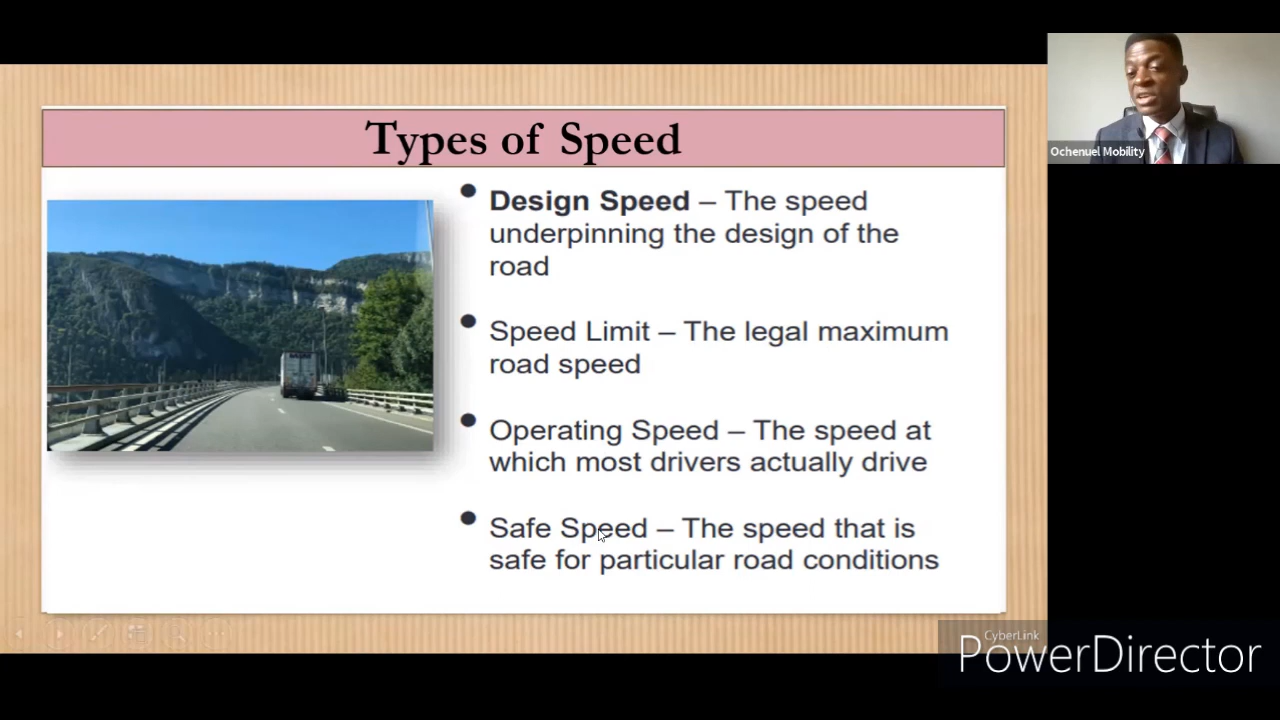 Types of Speed
• Design Speed – The speed
underpinning the design of the
road
• Speed Limit – The legal maximum
road speed
• Operating Speed – The speed at
which most drivers actually drive
• Safe Speed – The speed that is
safe for particular road conditions
Ochenuel Mobility
CyberLink
PowerDirector